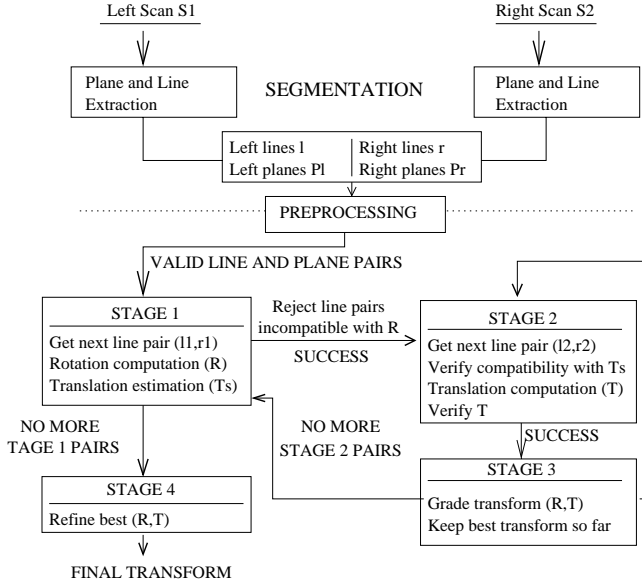 Left Scan S1
Right Scan S2
Plane and Line
Extraction
SEGMENTATION
Plane and Line
Extraction
Left lines l
Left planes Pl
Right lines r
Right planes Pr
PREPROCESSING
VALID LINE AND PLANE PAIRS
STAGE 1
Get next line pair (l1,r1)
Rotation computation (R)
Translation estimation (Ts)
Reject line pairs
incompatible with R
SUCCESS
STAGE 2
Get next line pair (l2,r2)
Verify compatibility with Ts
Translation computation (T)
Verify T
NO MORE
TAGE 1 PAIRS
NO MORE
STAGE 2 PAIRS
SUCCESS
STAGE 3
Grade transform (R,T)
Keep best transform so far
STAGE 4
Refine best (R,T)
FINAL TRANSFORM